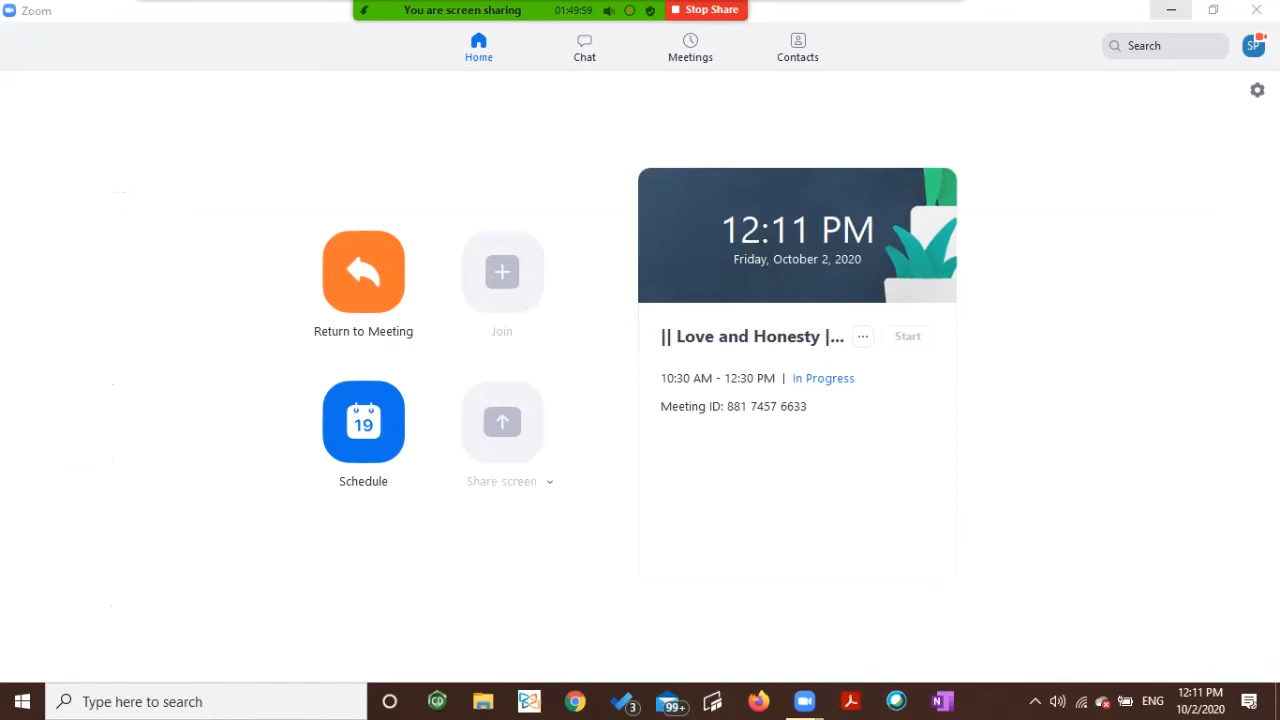 Zoom
You are screen sharing
01:49:59
Stop Share
Home
Chat
Meetings
Contacts
Search
SP
12:11 PM
Friday, October 2, 2020
Return to Meeting
Join
|| Love and Honesty |...
...
Start
10:30 AM - 12:30 PM | In Progress
Meeting ID: 881 7457 6633
19
Schedule
Share screen
Type here to search
CD
3
99+
N
ENG
12:11 PM
10/2/2020